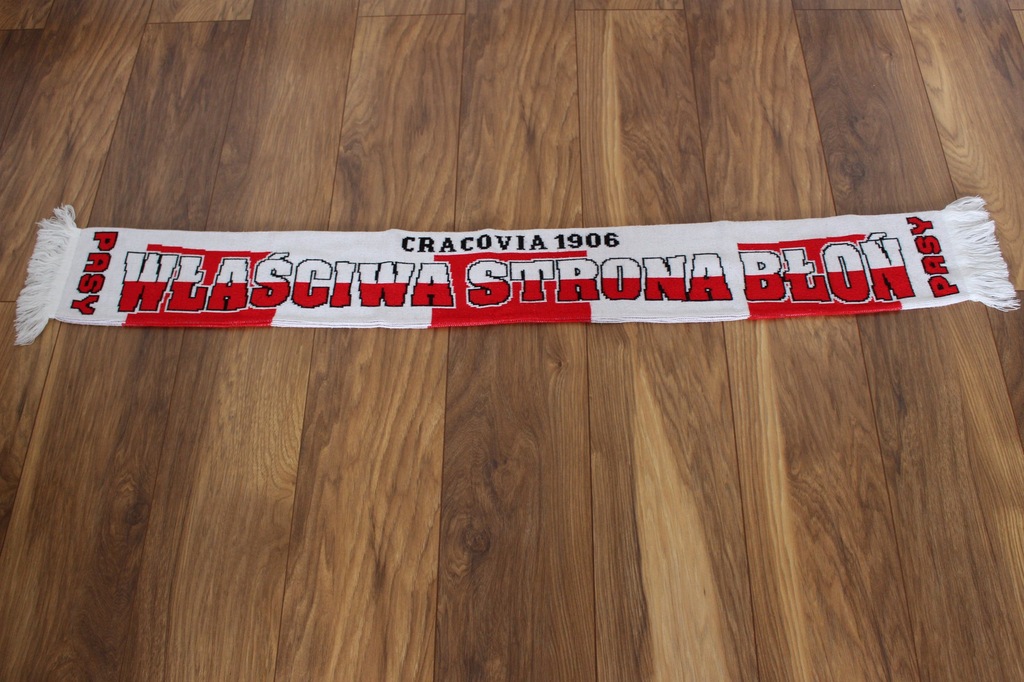 PASY
CRACOVIA 1906
WŁAŚCIWA STRONA BŁOŃ
PASY